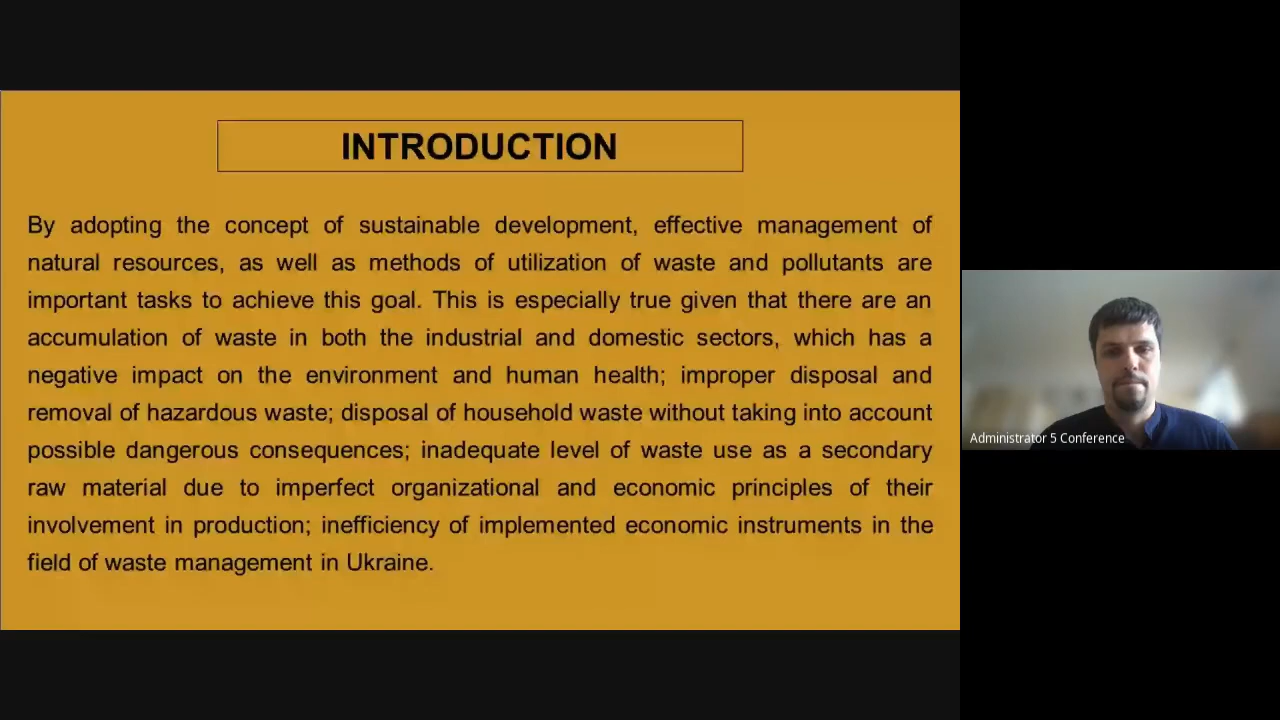 INTRODUCTION
By adopting the concept of sustainable development, effective management of
natural resources, as well as methods of utilization of waste and pollutants are
important tasks to achieve this goal. This is especially true given that there are an
accumulation of waste in both the industrial and domestic sectors, which has a
negative impact on the environment and human health; improper disposal and
removal of hazardous waste; disposal of household waste without taking into account
possible dangerous consequences; inadequate level of waste use as a secondary
raw material due to imperfect organizational and economic principles of their
involvement in production; inefficiency of implemented economic instruments in the
field of waste management in Ukraine.
Administrator 5 Conference